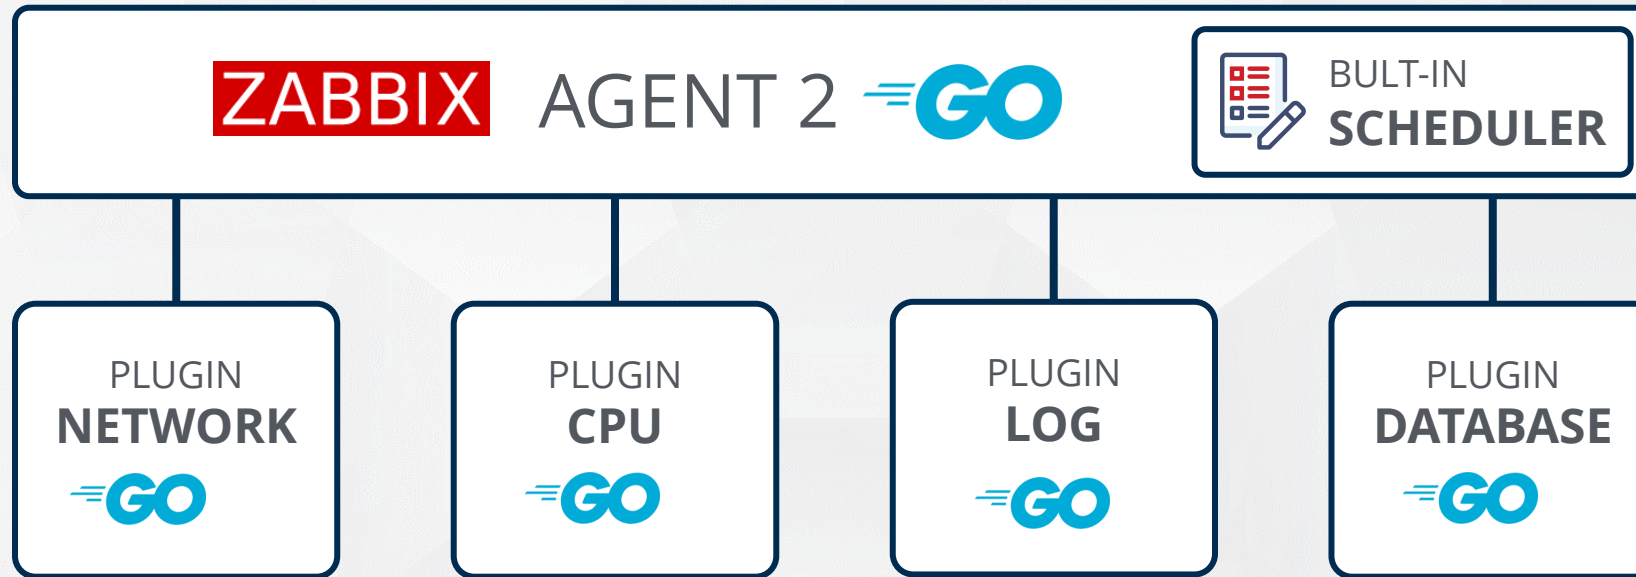 ZABBIX AGENT 2 GO
BULT-IN
SCHEDULER
PLUGIN
NETWORK
GO
PLUGIN
CPU
GO
PLUGIN
LOG
GO
PLUGIN
DATABASE
GO